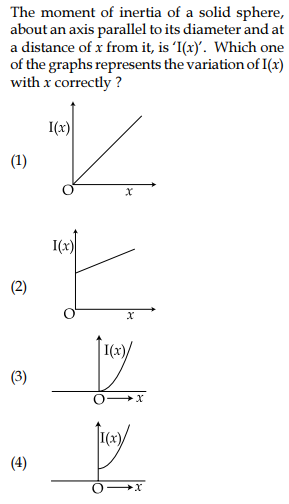 The moment of inertia of a solid sphere,
about an axis parallel to its diameter and at
a distance of x from it, is ‘I(x)’. Which one
of the graphs represents the variation of I(x)
with x correctly ?
I(x)
(1)
O x
I(x)
(2)
O x
I(x)
(3)
O x
I(x)
(4)
O x